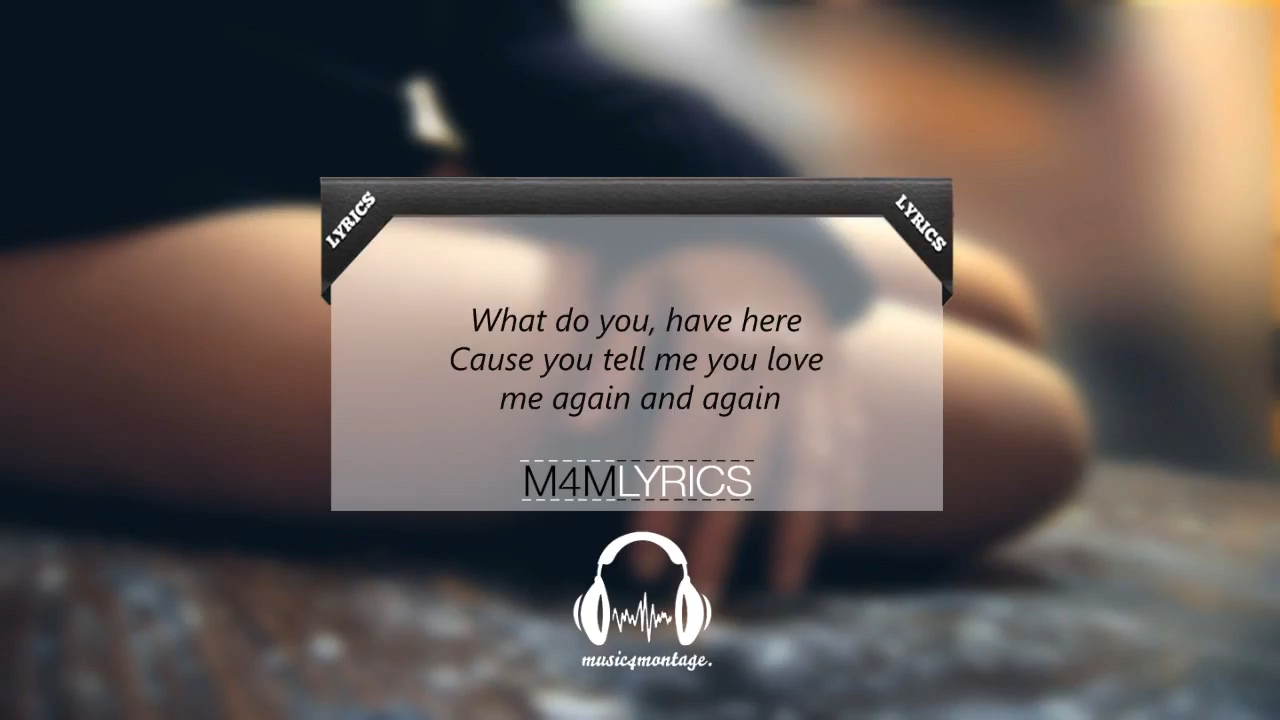 LYRICS
LYRICS
What do you, have here
Cause you tell me you love
me again and again
M4MLYRICS
music4montage.